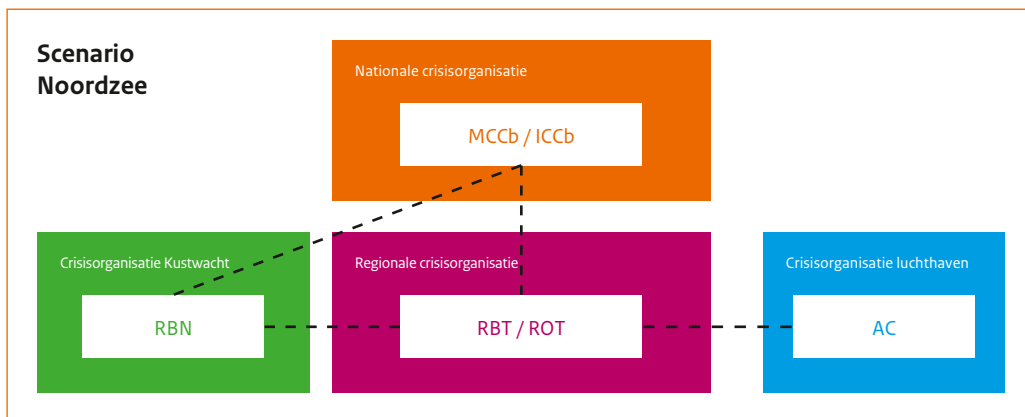 Scenario
Noordzee
Nationale crisisorganisatie
MCCb / ICCb
Crisisorganisatie Kustwacht
RBN
Regionale crisisorganisatie
RBT / ROT
Crisisorganisatie luchthaven
AC